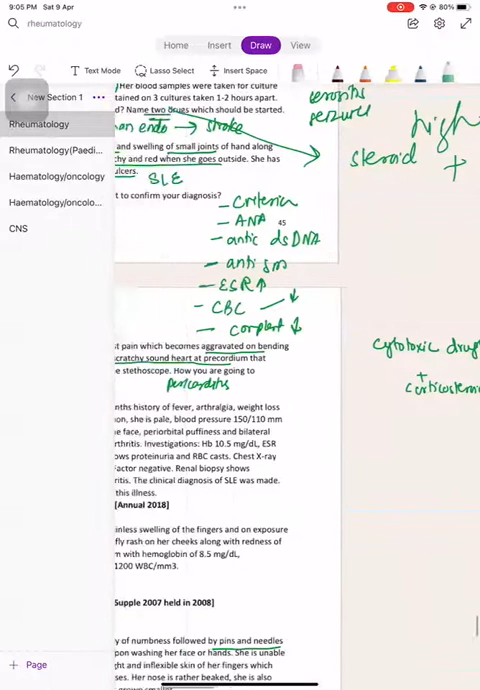 9:05 PM Sat 9 Apr
80%
rheumatology
Home Insert Draw View
Text Mode Lasso Select Insert Space
New Section 1
Rheumatology
Rheumatology(Paedi...
Haematology/oncology
Haematology/oncolo...
CNS
Page
Her blood samples were taken for culture
tained on 3 cultures taken 1-2 hours apart.
d? Name two drugs which should be started.
endo → stroke
and swelling of small joints of hand along
chy and red when she goes outside. She has
ulcers.
SLE
t to confirm your diagnosis?
- Criteria
- ANA 45
- antic dsDNA
- anti sm
- ESR↑
- CBC ↓
- complent ↓
serositis
seizure
high
steroid +
st pain which becomes aggravated on bending
scratchy sound heart at precordium that
e stethoscope. How you are going to
pericarditis
cytotoxic drug
+
corticosteroi
nths history of fever, arthralgia, weight loss
on, she is pale, blood pressure 150/110 mm
e face, periorbital puffiness and bilateral
rthritis. Investigations: Hb 10.5 mg/dL, ESR
ows proteinuria and RBC casts. Chest X-ray
factor negative. Renal biopsy shows
ritis. The clinical diagnosis of SLE was made.
this illness.
[Annual 2018]
inless swelling of the fingers and on exposure
fly rash on her cheeks along with redness of
m with hemoglobin of 8.5 mg/dL,
1200 WBC/mm3.
Supple 2007 held in 2008]
y of numbness followed by pins and needles
pon washing her face or hands. She is unable
ght and inflexible skin of her fingers which
ses. Her nose is rather beaked, she is also